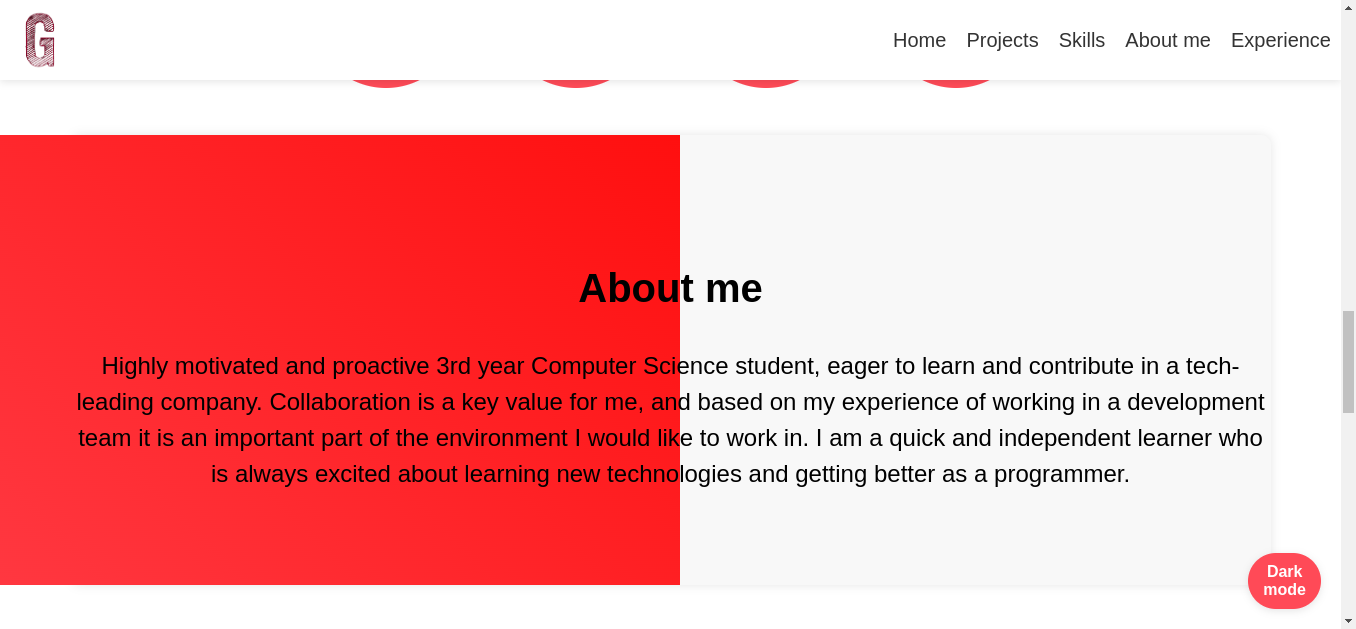 G
Home Projects Skills About me Experience
About me
Highly motivated and proactive 3rd year Computer Science student, eager to learn and contribute in a tech-
leading company. Collaboration is a key value for me, and based on my experience of working in a development
team it is an important part of the environment I would like to work in. I am a quick and independent learner who
is always excited about learning new technologies and getting better as a programmer.
Dark
mode